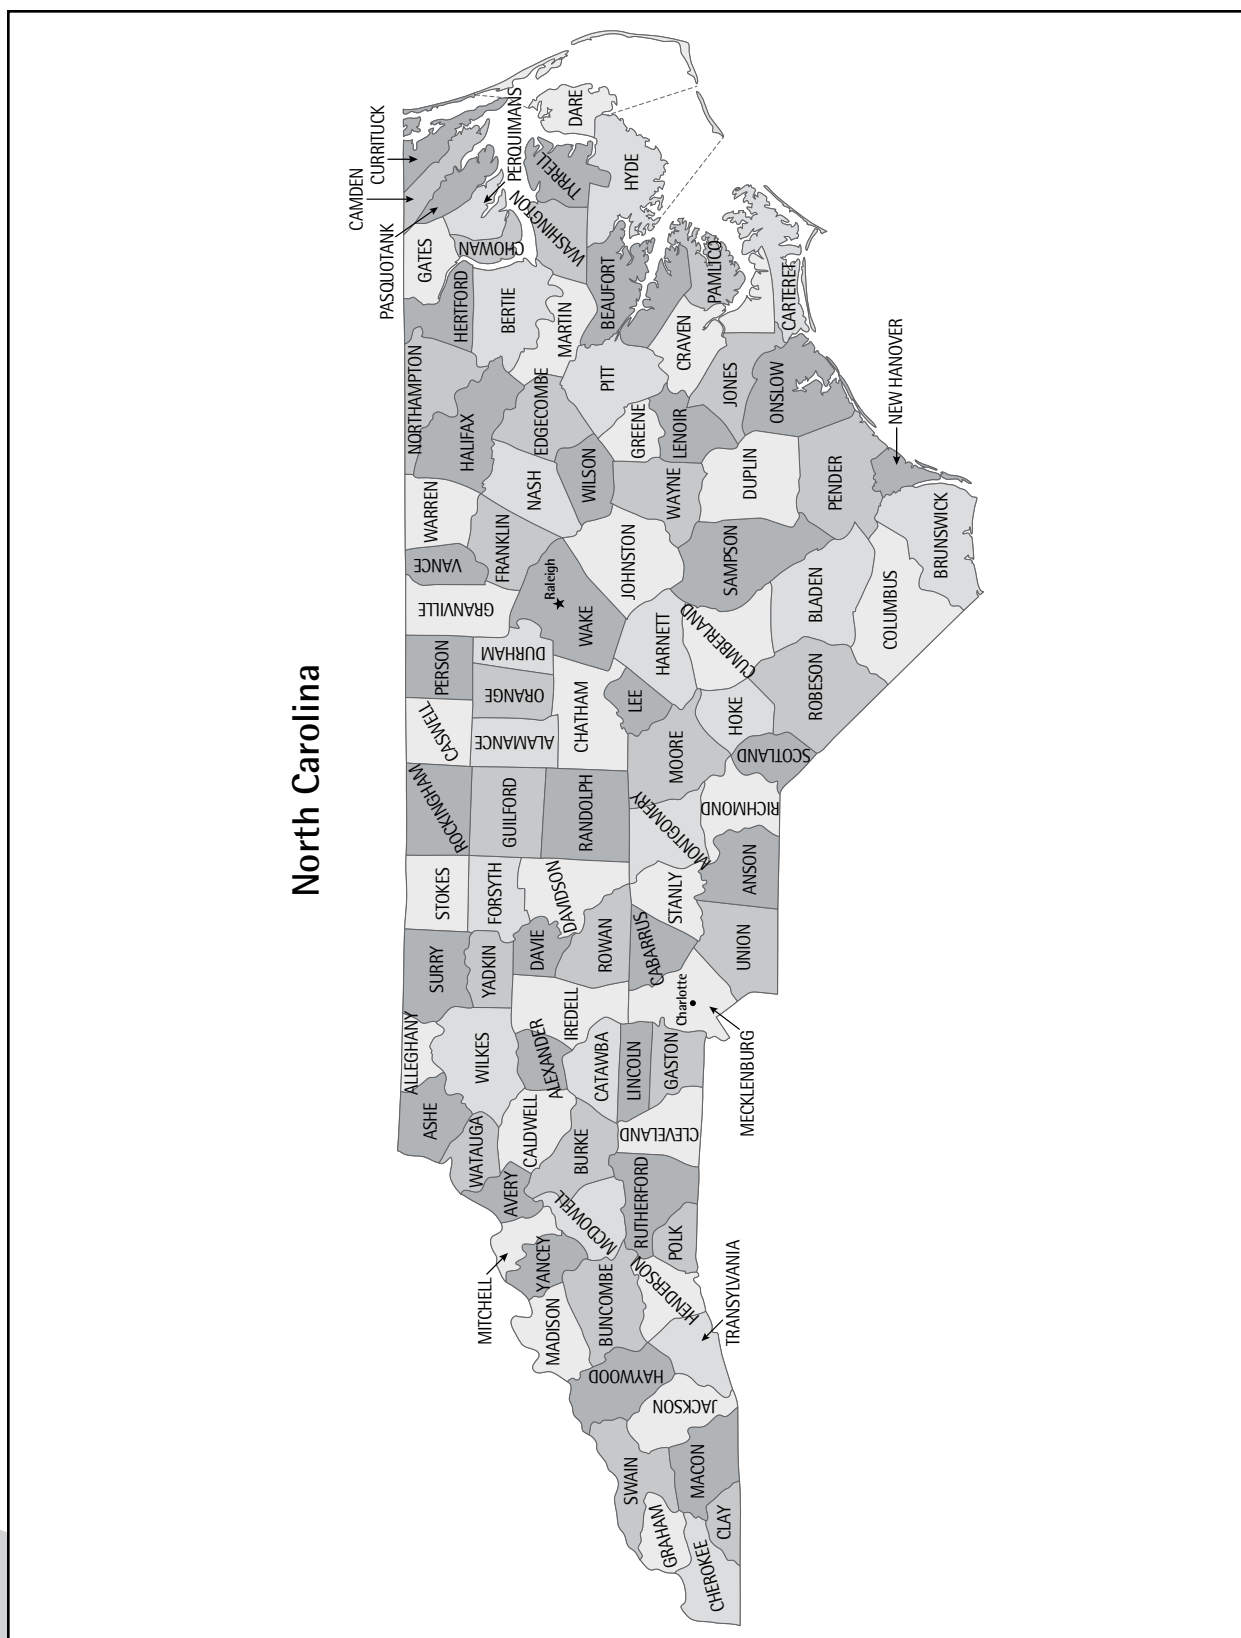 North Carolina
CAMDEN
CURRITUCK
PASQUOTANK
PERQUIMANS
GATES
CHOWAN
HERTFORD
BERTIE
WASHINGTON
TYRRELL
DARE
HYDE
BEAUFORT
MARTIN
NORTHAMPTON
HALIFAX
EDGECOMBE
PITT
GREENE
LENOIR
CRAVEN
PAMLICO
JONES
CARTERET
ONSLOW
NEW HANOVER
PENDER
DUPLIN
WAYNE
WILSON
NASH
WARREN
FRANKLIN
VANCE
GRANVILLE
Raleigh
WAKE
JOHNSTON
SAMPSON
BLADEN
BRUNSWICK
COLUMBUS
CUMBERLAND
HARNETT
ROBESON
HOKE
SCOTLAND
LEE
CHATHAM
DURHAM
ORANGE
PERSON
CASWELL
ALAMANCE
MOORE
RICHMOND
MONTGOMERY
RANDOLPH
GUILFORD
ROCKINGHAM
STOKES
FORSYTH
DAVIDSON
STANLY
ANSON
UNION
CABARRUS
ROWAN
DAVIE
YADKIN
SURRY
IREDELL
Charlotte
MECKLENBURG
ALLEGHANY
WILKES
ALEXANDER
CATAWBA
LINCOLN
GASTON
CLEVELAND
ASHE
WATAUGA
CALDWELL
BURKE
AVERY
MCDOWELL
RUTHERFORD
POLK
MITCHELL
YANCEY
MADISON
BUNCOMBE
HENDERSON
TRANSYLVANIA
HAYWOOD
JACKSON
SWAIN
MACON
GRAHAM
CLAY
CHEROKEE